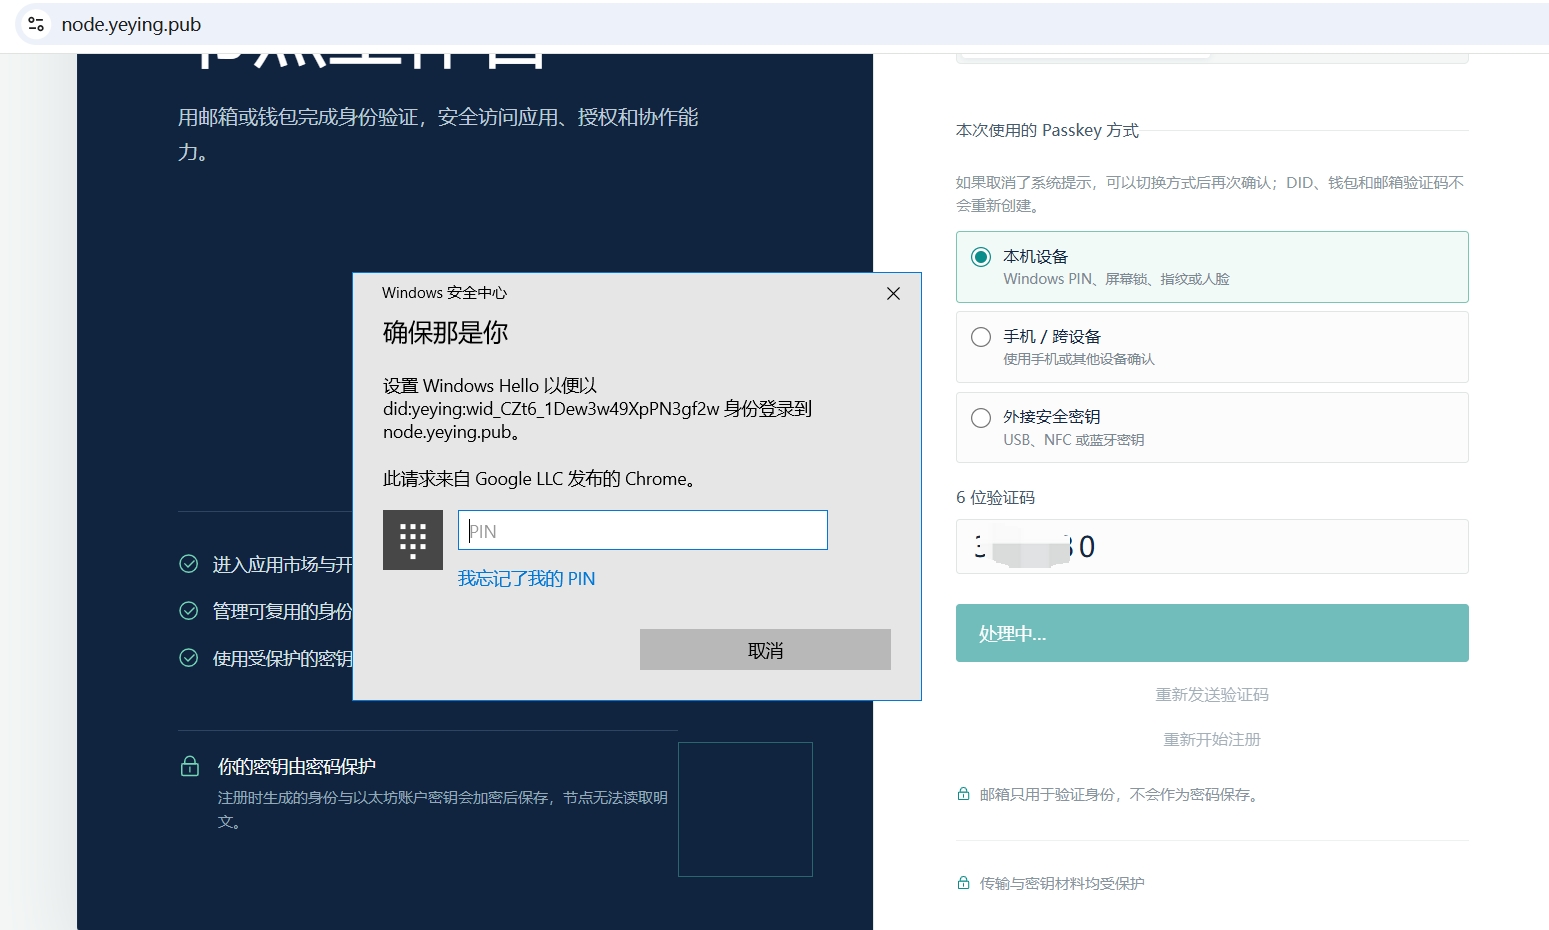 node.yeying.pub
用邮箱或钱包完成身份验证，安全访问应用、授权和协作能
力。
进入应用市场与开
管理可复用的身份
使用受保护的密钥
你的密钥由密码保护
注册时生成的身份与以太坊账户密钥会加密后保存，节点无法读取明
文。
Windows 安全中心
确保那是你
设置 Windows Hello 以便以
did:yeying:wid_CZt6_1Dew3w49XpPN3gf2w 身份登录到
node.yeying.pub。
此请求来自 Google LLC 发布的 Chrome。
PIN
我忘记了我的 PIN
取消
本次使用的 Passkey 方式
如果取消了系统提示，可以切换方式后再次确认；DID、钱包和邮箱验证码不
会重新创建。
本机设备
Windows PIN、屏幕锁、指纹或人脸
手机 / 跨设备
使用手机或其他设备确认
外接安全密钥
USB、NFC 或蓝牙密钥
6 位验证码
处理中...
重新发送验证码
重新开始注册
邮箱只用于验证身份，不会作为密码保存。
传输与密钥材料均受保护